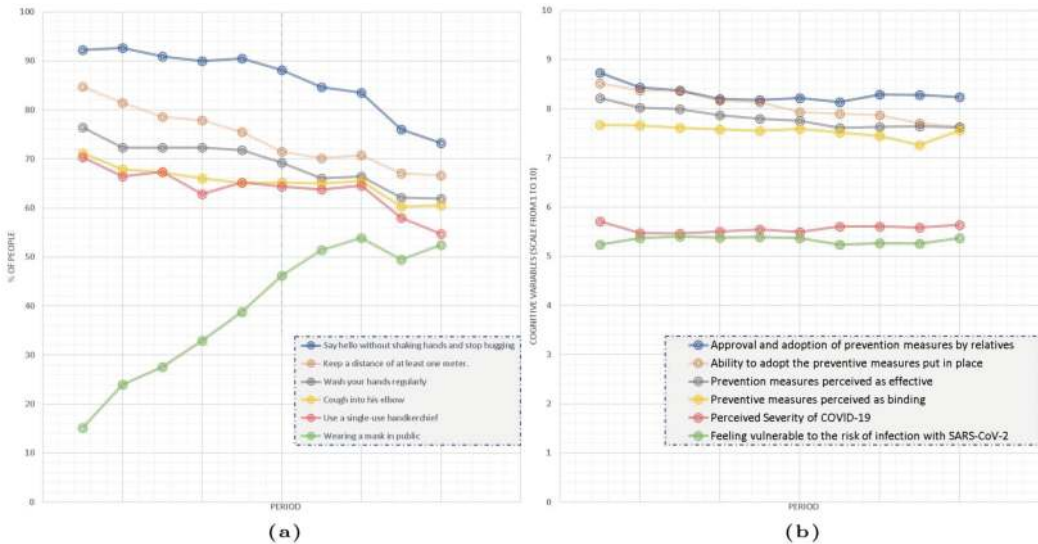 100
90
80
70
60
50
40
30
20
10
0
% OF PEOPLE
Say hello without shaking hands and stop hugging
Keep a distance of at least one meter.
Wash your hands regularly
Cough into his elbow
Use a single-use handkerchief
Wearing a mask in public
PERIOD
(a)
10
9
8
7
6
5
4
3
2
1
0
COGNITIVE VARIABLES (SCALE FROM 1 TO 10)
Approval and adoption of prevention measures by relatives
Ability to adopt the preventive measures put in place
Prevention measures perceived as effective
Preventive measures perceived as binding
Perceived Severity of COVID-19
Feeling vulnerable to the risk of infection with SARS-CoV-2
PERIOD
(b)